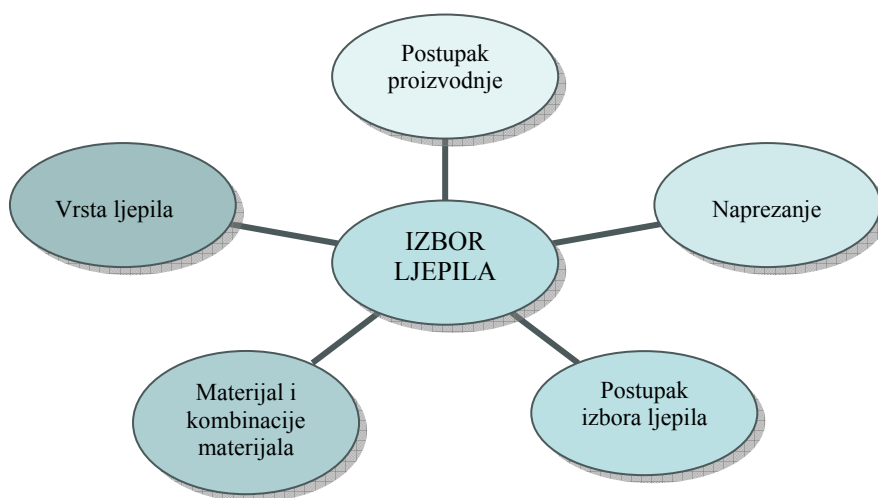 Postupak
proizvodnje
Vrsta ljepila
Naprezanje
IZBOR
LJEPILA
Materijal i
kombinacije
materijala
Postupak
izbora ljepila